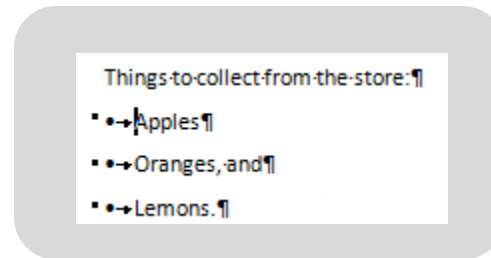 Things·to·collect·from·the·store:¶
▪ •→Apples¶
▪ •→Oranges,·and¶
▪ •→Lemons.¶